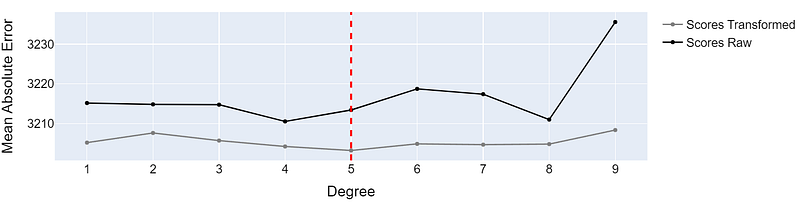 Mean Absolute Error
3230
3220
3210
1 2 3 4 5 6 7 8 9
Degree
Scores Transformed
Scores Raw